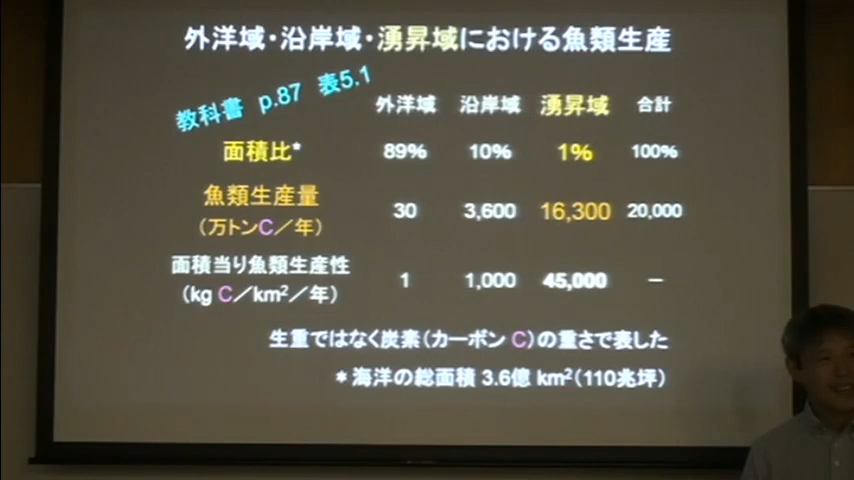 外洋域・沿岸域・湧昇域における魚類生産
教科書 p.87 表5.1
外洋域 沿岸域 湧昇域 合計
面積比* 89% 10% 1% 100%
魚類生産量
(万トンC/年) 30 3,600 16,300 20,000
面積当り魚類生産性
(kg C/km²/年) 1 1,000 45,000 −
生重ではなく炭素(カーボン C)の重さで表した
*海洋の総面積 3.6億 km²(110兆坪)